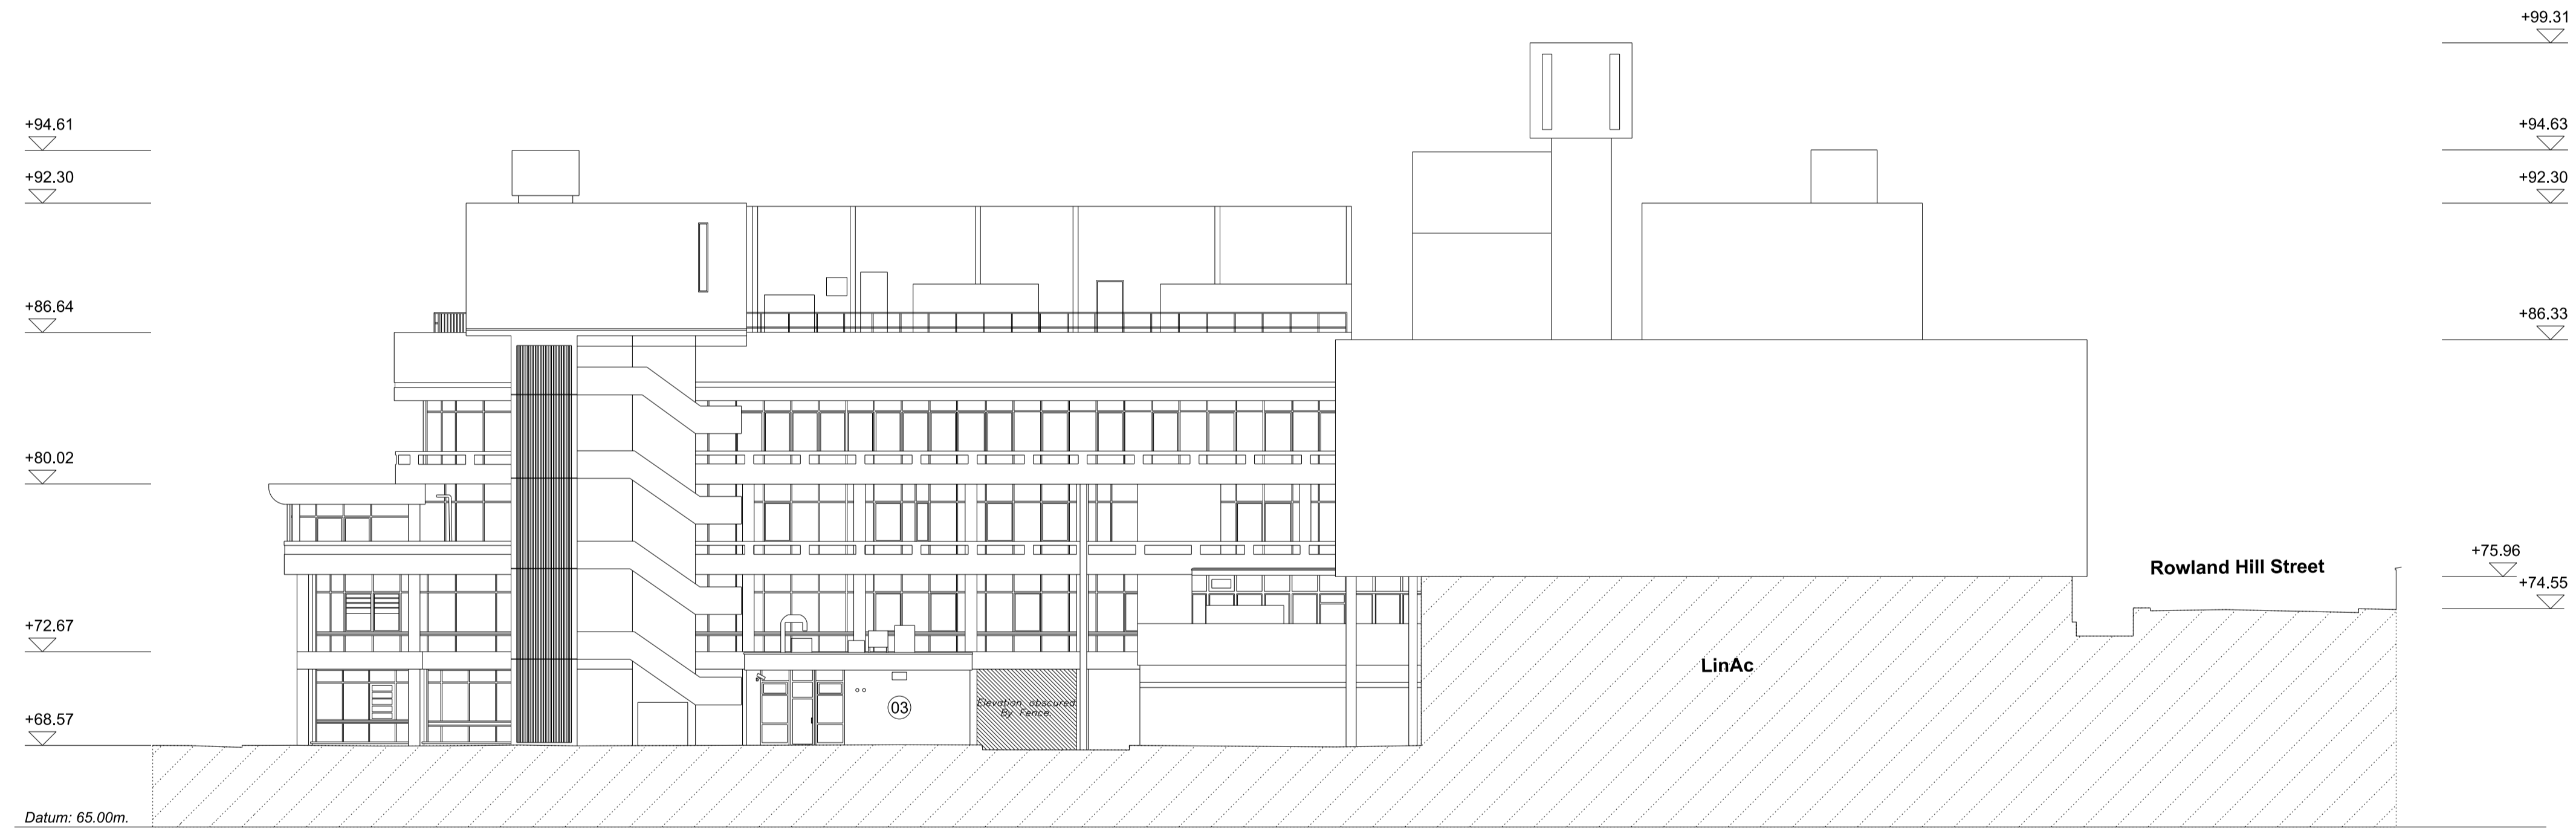 +99.31
+94.61
+94.63
+92.30
+92.30
+86.64
+86.33
+80.02
+75.96
Rowland Hill Street
+74.55
+72.67
LinAc
Elevation obscured
By Fence.
03
+68.57
Datum: 65.00m.